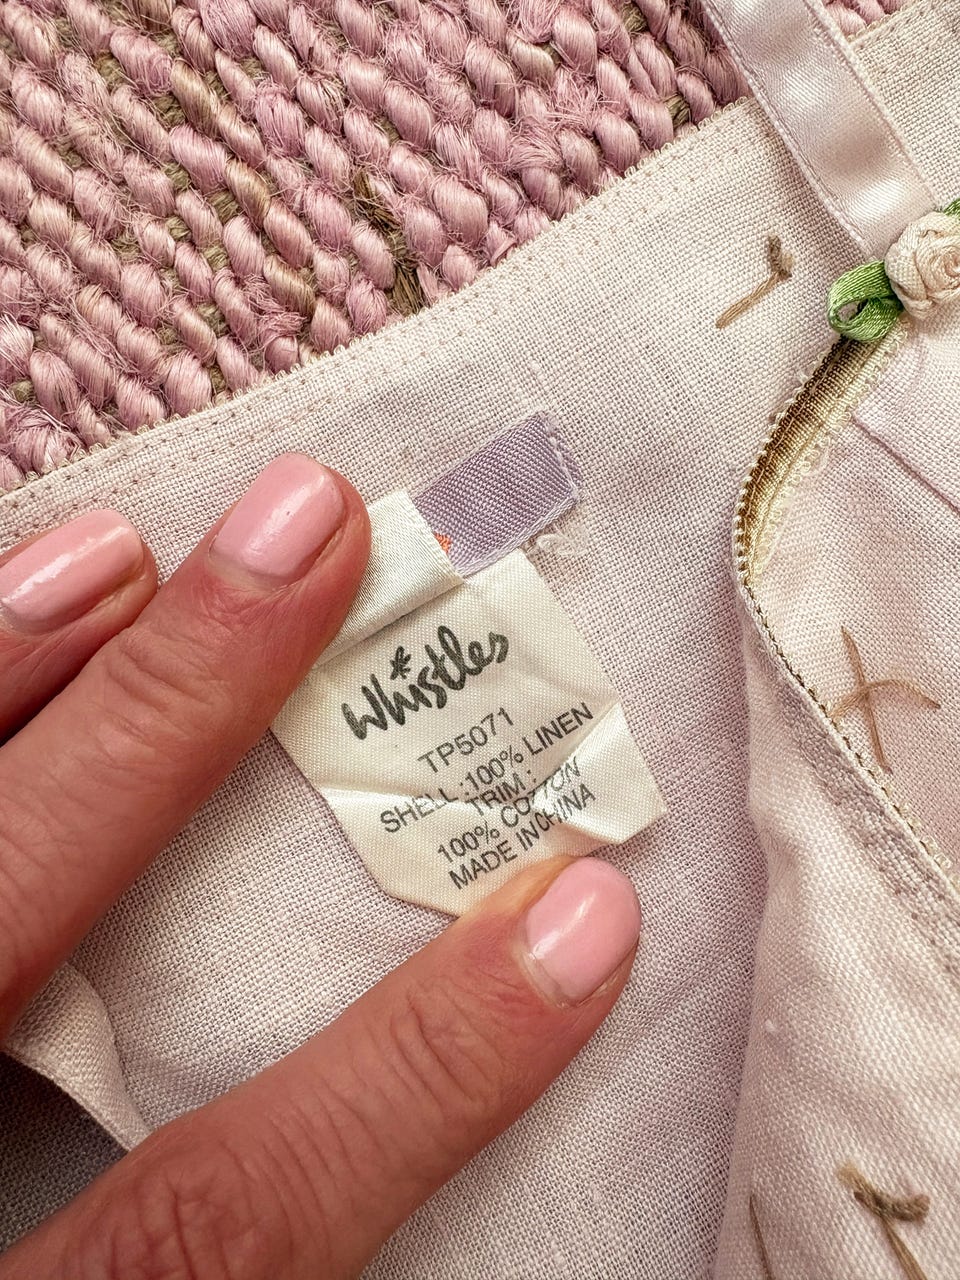 whistles
TP5071
SHELL :100% LINEN
TRIM :
100% COTTON
MADE IN CHINA